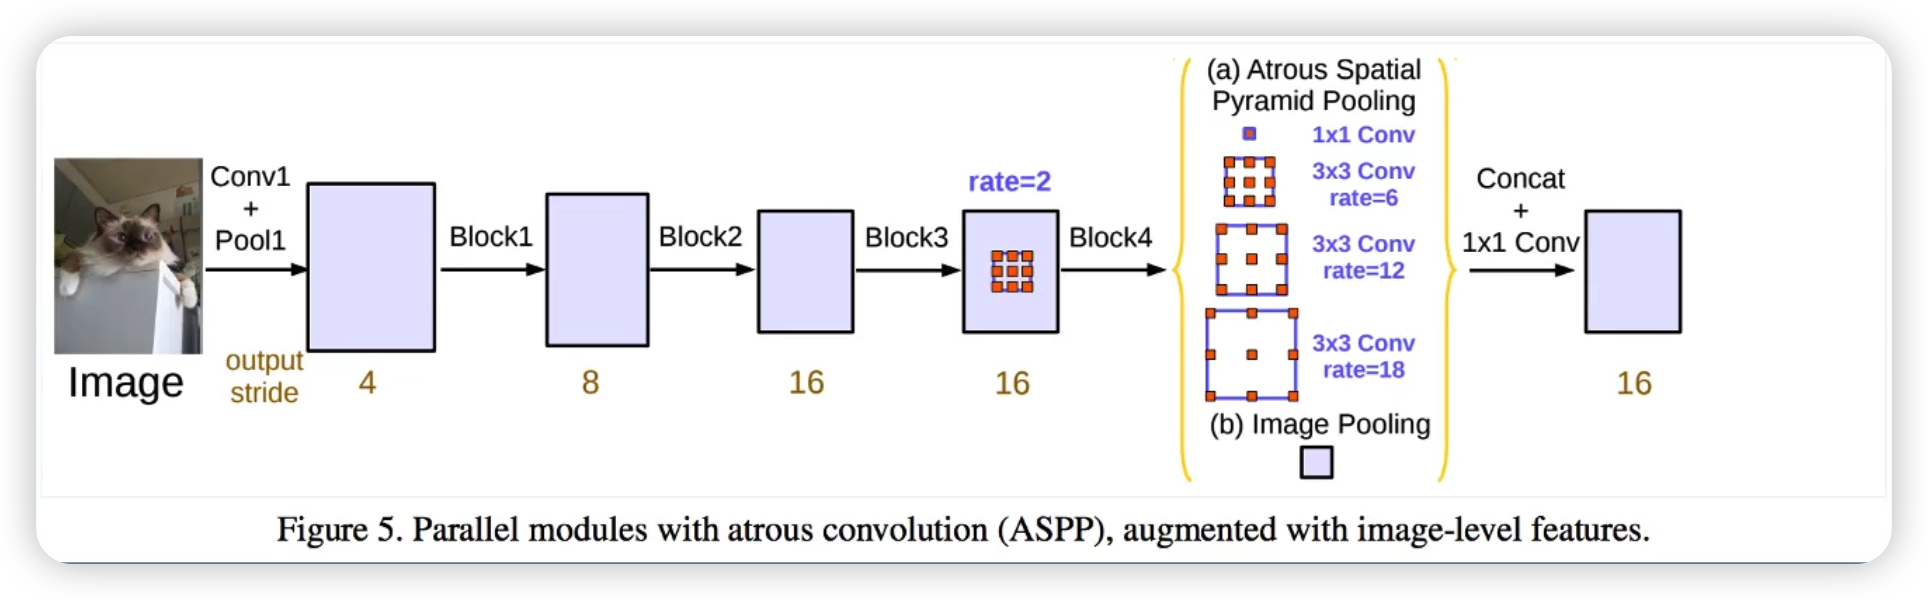 Image
output
stride
Conv1
+
Pool1
4
Block1
8
Block2
16
Block3
rate=2
16
Block4
(a) Atrous Spatial
Pyramid Pooling
1x1 Conv
3x3 Conv
rate=6
3x3 Conv
rate=12
3x3 Conv
rate=18
(b) Image Pooling
Concat
+
1x1 Conv
16
Figure 5. Parallel modules with atrous convolution (ASPP), augmented with image-level features.